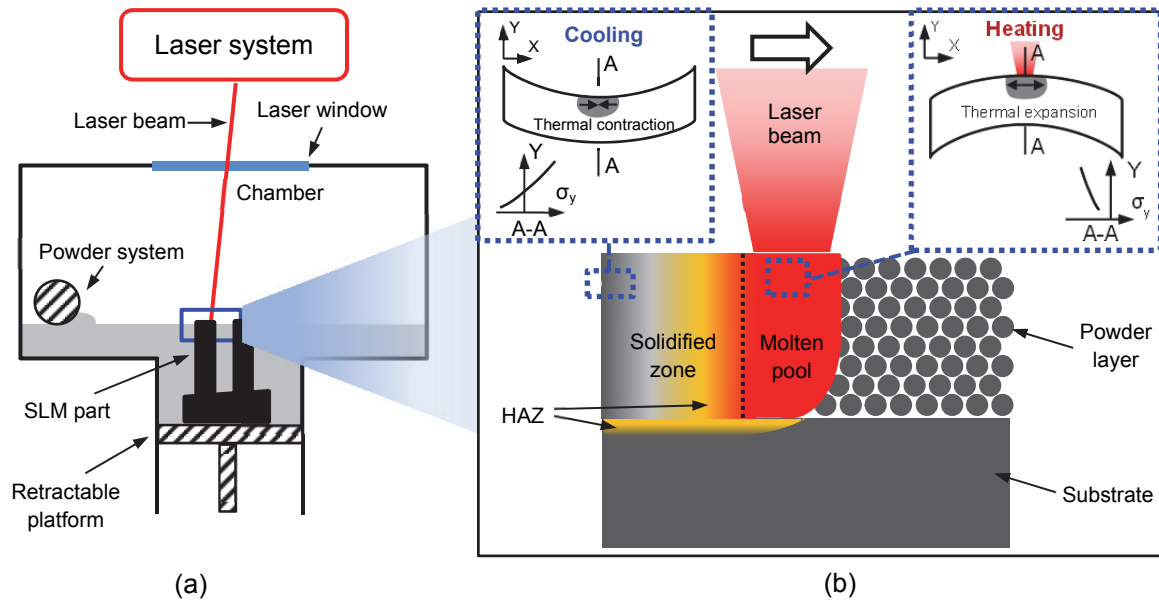 Laser system
Laser beam
Laser window
Chamber
Powder system
SLM part
Retractable
platform
(a)
Y
X
Cooling
A
Thermal contraction
A
Y
σy
A-A
Laser
beam
Y
X
Heating
A
Thermal expansion
A
Y
σy
A-A
Solidified
zone
Molten
pool
Powder
layer
HAZ
Substrate
(b)